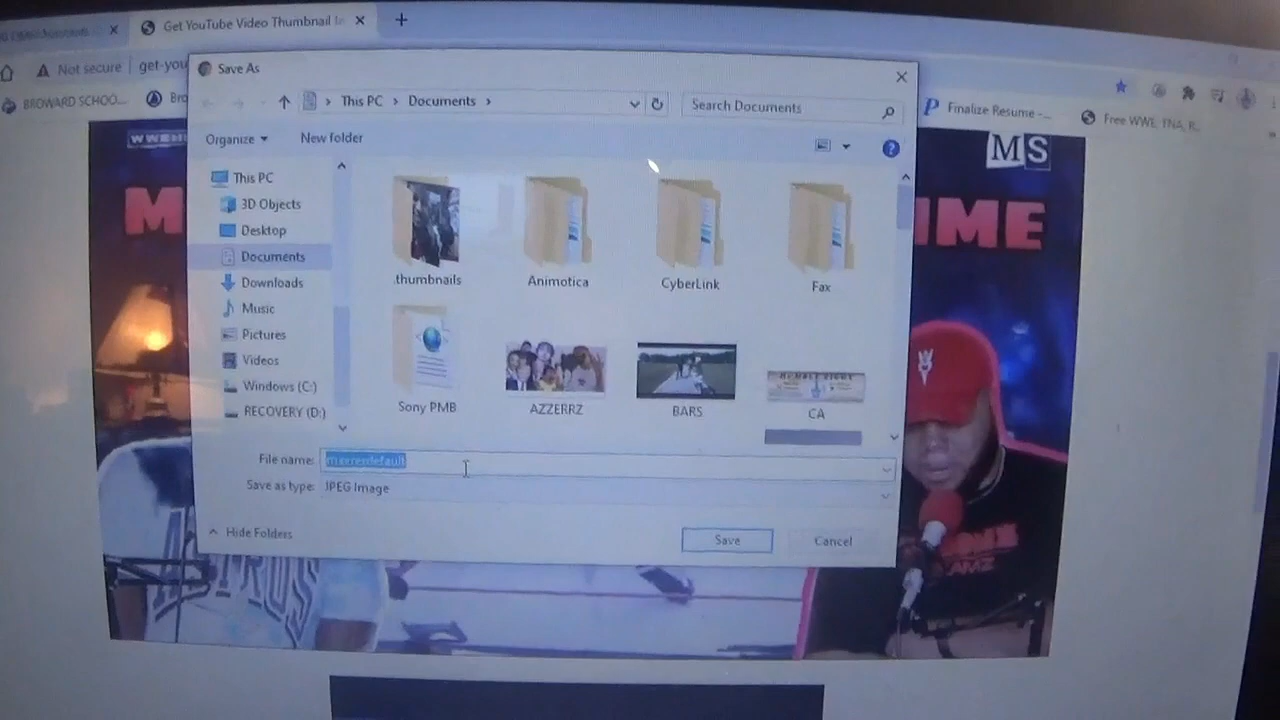 Get YouTube Video Thumbnail
Not secure
get-you
BROWARD SCHOO...
Bro
Finalize Resume -...
Free WWE, TNA, R...
Save As
This PC
Documents
Search Documents
Organize
New folder
This PC
3D Objects
Desktop
Documents
Downloads
Music
Pictures
Videos
Windows (C:)
RECOVERY (D:)
.thumbnails
Animotica
CyberLink
Fax
Sony PMB
AZZERRZ
BARS
CA
File name:
Save as type:
JPEG Image
Hide Folders
Save
Cancel
MS
M
IME